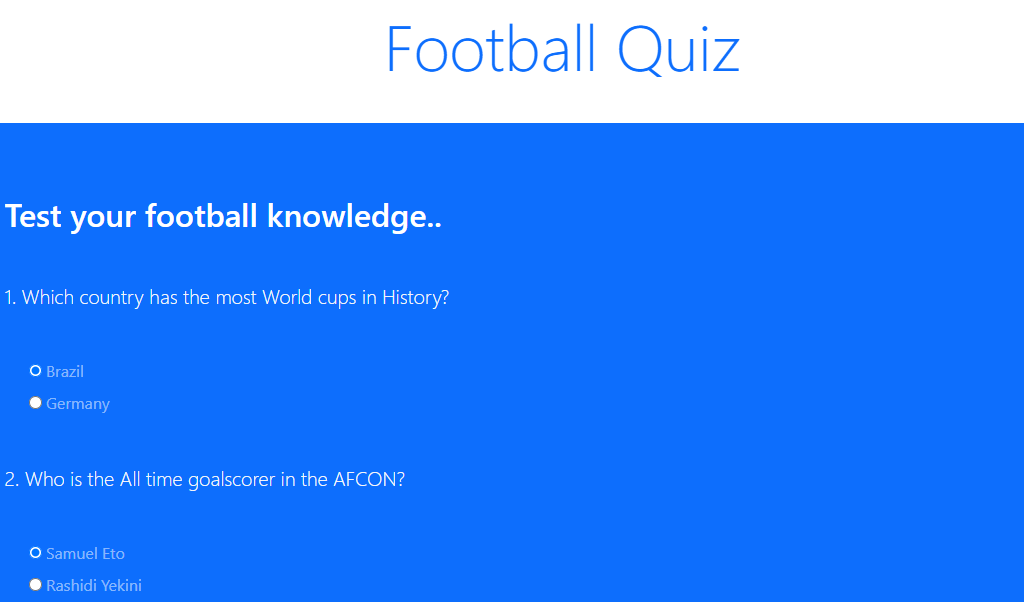 Football Quiz
Test your football knowledge..
1. Which country has the most World cups in History?
Brazil
Germany
2. Who is the All time goalscorer in the AFCON?
Samuel Eto
Rashidi Yekini